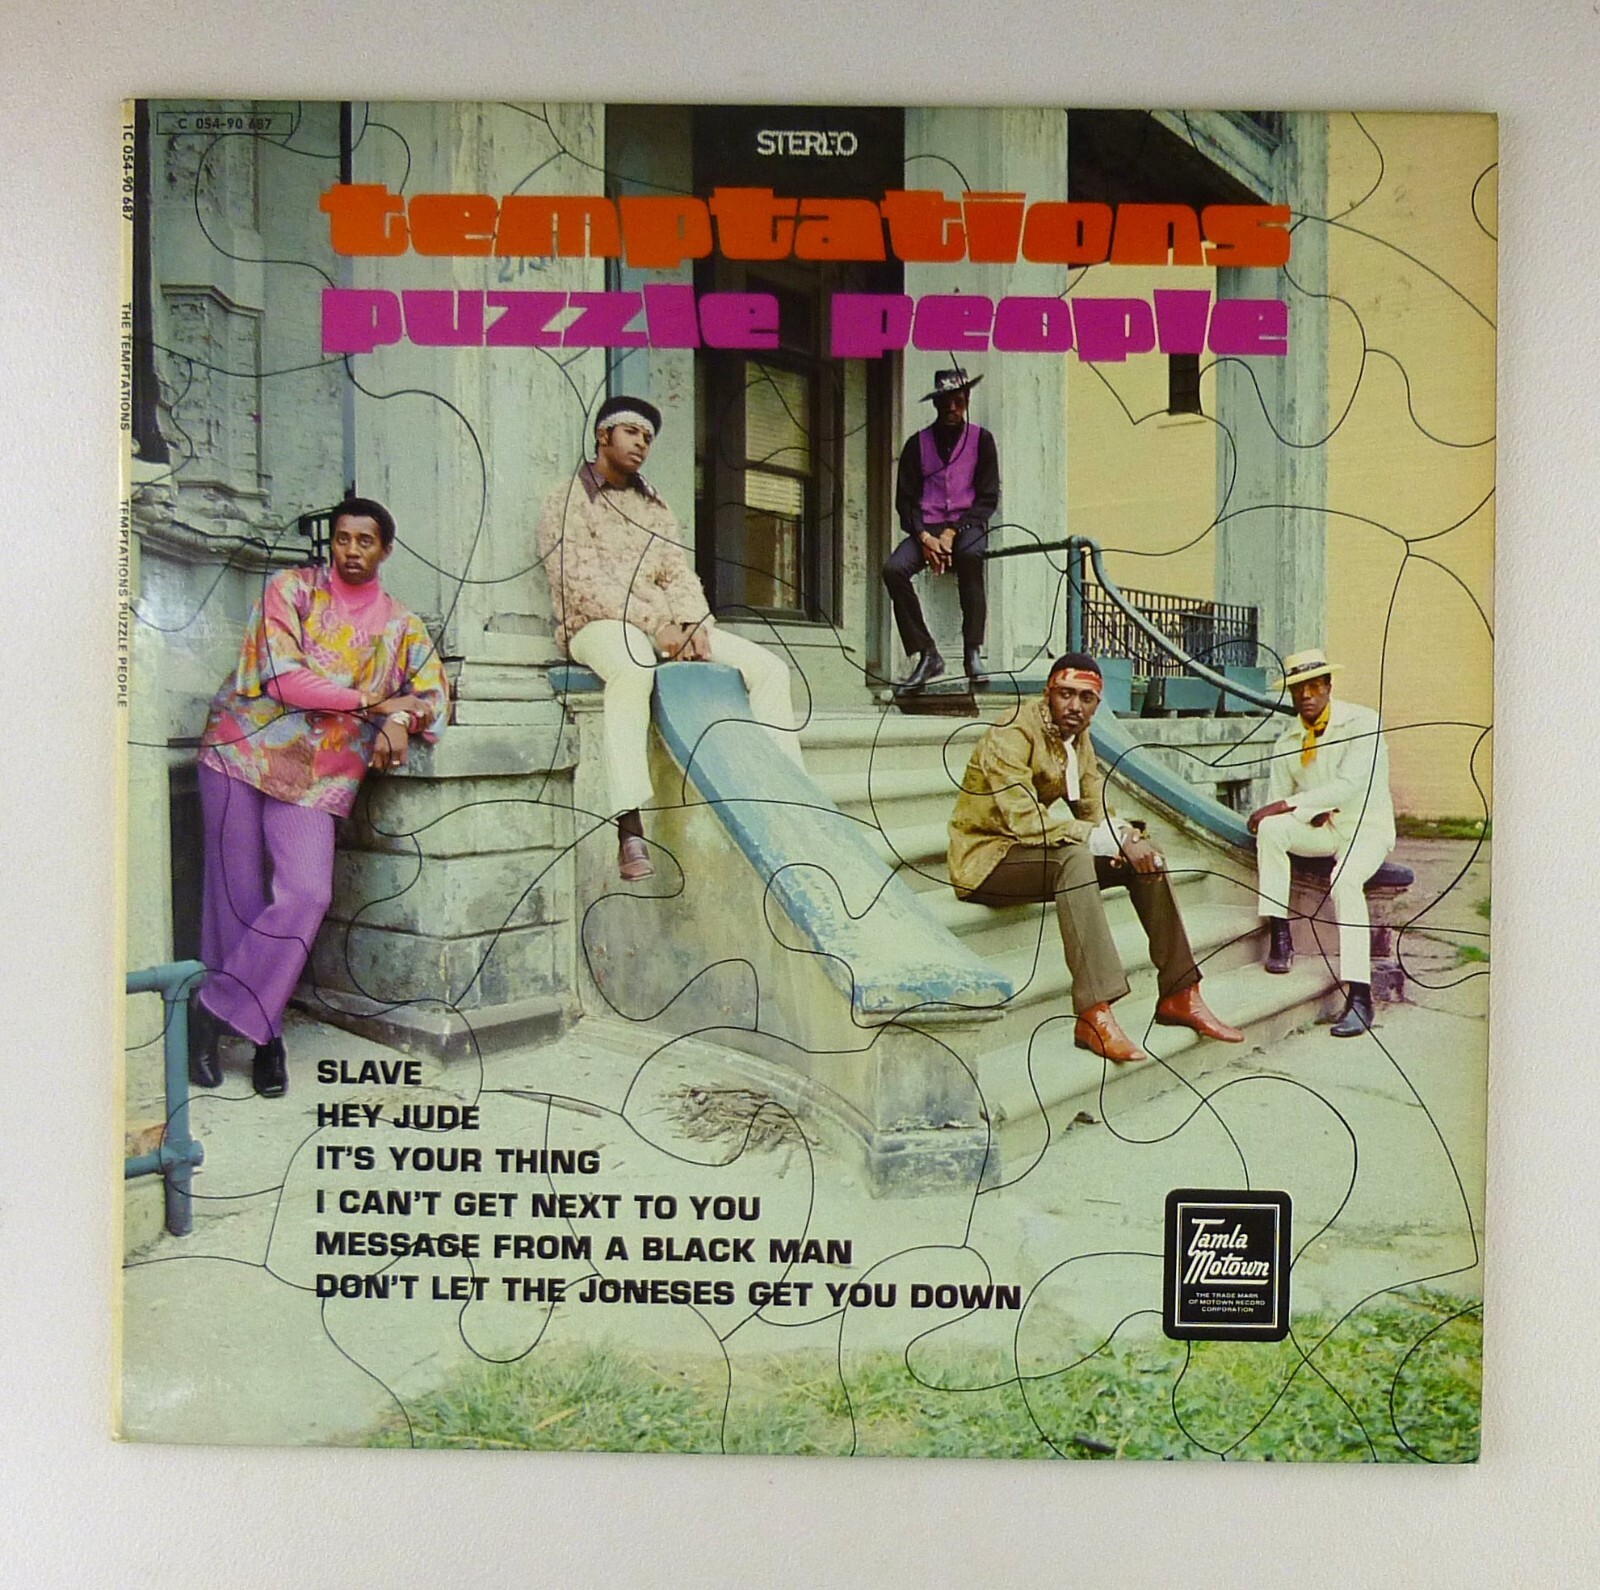 C 054-90 687
STEREO
temptations
puzzle people
1C 054-90 687 THE TEMPTATIONS TEMPTATIONS PUZZLE PEOPLE
SLAVE
HEY JUDE
IT'S YOUR THING
I CAN'T GET NEXT TO YOU
MESSAGE FROM A BLACK MAN
DON'T LET THE JONESES GET YOU DOWN
Tamla
Motown
THE TRADE MARK
OF MOTOWN RECORD
CORPORATION